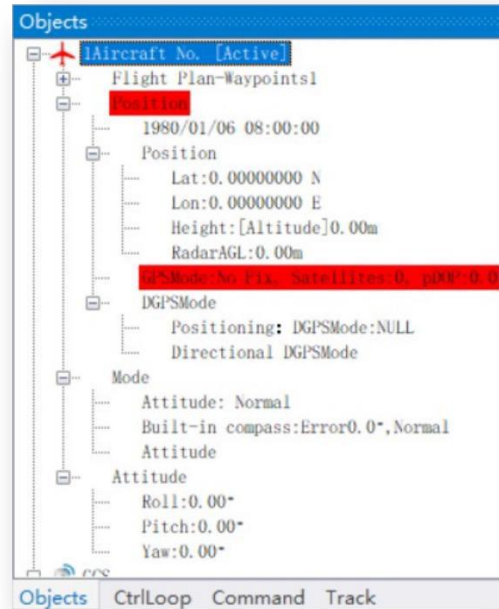 Objects
1Aircraft No. [Active]
Flight Plan-Waypoints1
Position
1980/01/06 08:00:00
Position
Lat:0.00000000 N
Lon:0.00000000 E
Height:[Altitude]0.00m
RadarAGL:0.00m
GPSMode:No Fix, Satellites:0, pDOP:0.0
DGPSMode
Positioning: DGPSMode:NULL
Directional DGPSMode
Mode
Attitude: Normal
Built-in compass:Error0.0°,Normal
Attitude
Attitude
Roll:0.00°
Pitch:0.00°
Yaw:0.00°
GCS
Objects CtrlLoop Command Track